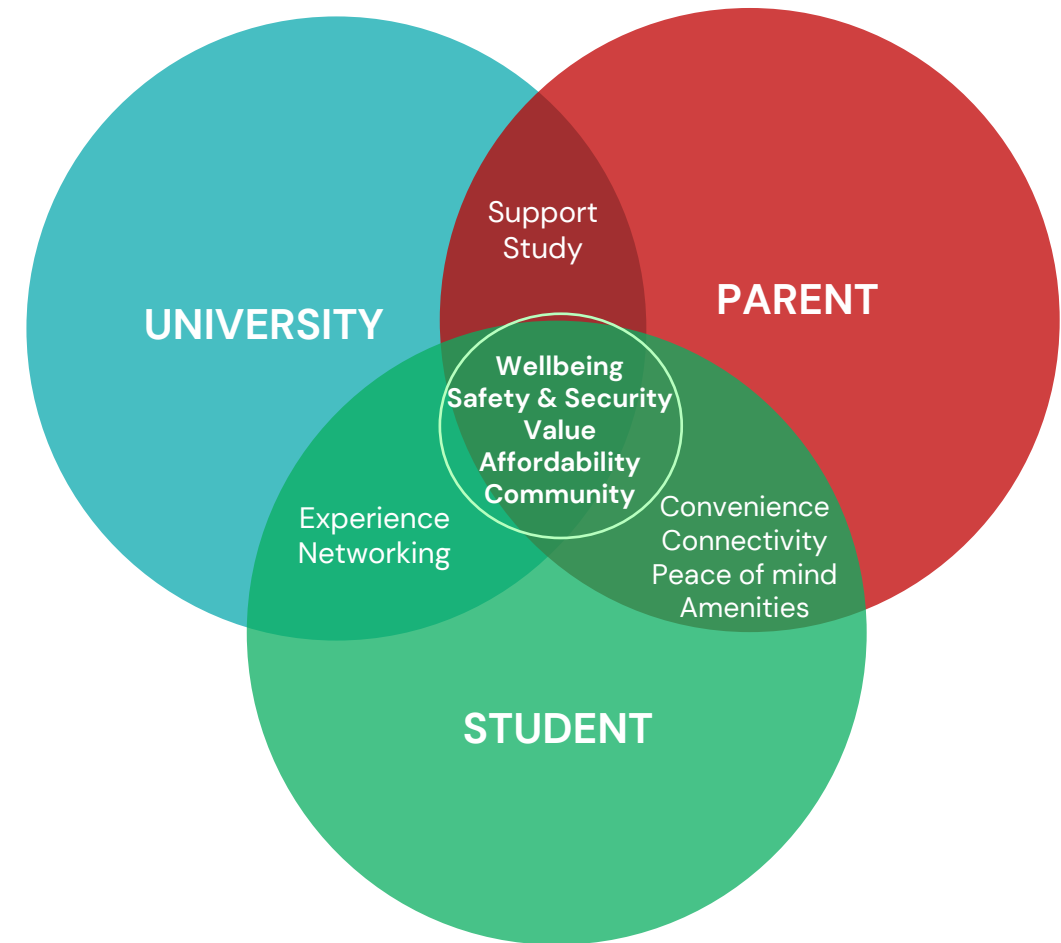 Support
Study
UNIVERSITY
PARENT
Wellbeing
Safety & Security
Value
Affordability
Community
Experience
Networking
Convenience
Connectivity
Peace of mind
Amenities
STUDENT